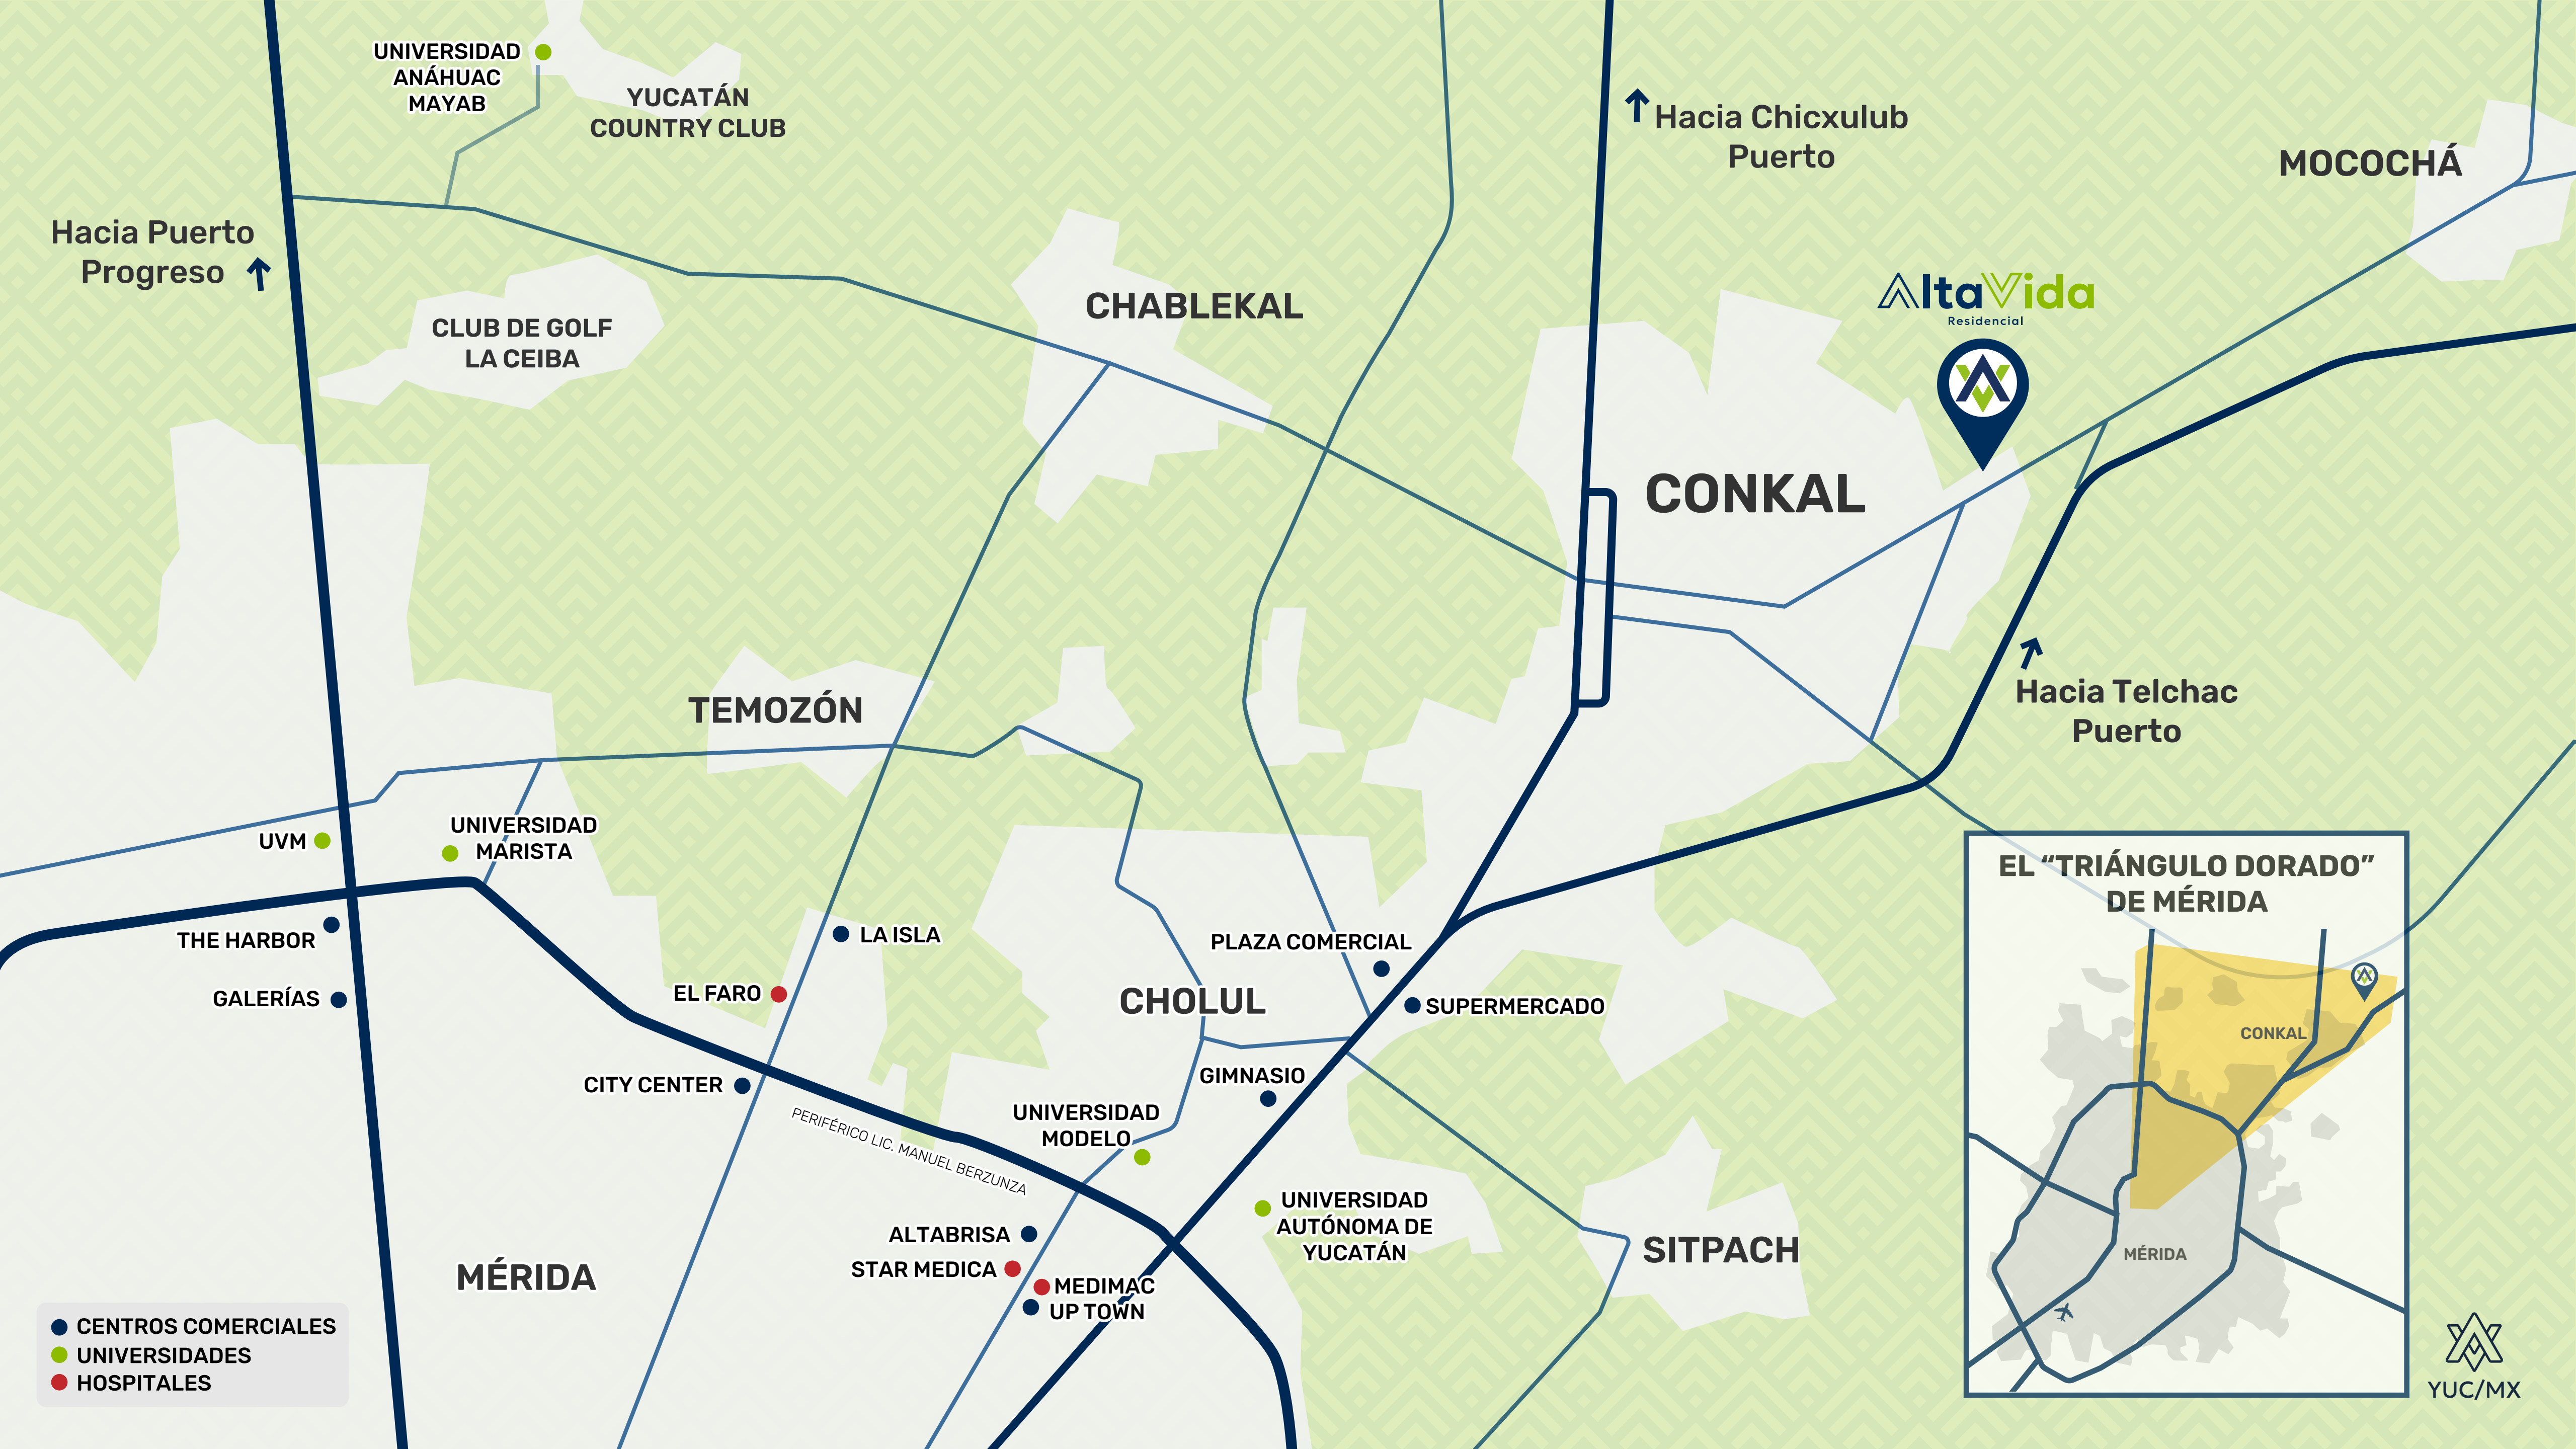 UNIVERSIDAD
ANÁHUAC
MAYAB
YUCATÁN
COUNTRY CLUB
Hacia Chicxulub
Puerto
MOCOCHÁ
Hacia Puerto
Progreso
CLUB DE GOLF
LA CEIBA
CHABLEKAL
AltaVida
Residencial
CONKAL
TEMOZÓN
Hacia Telchac
Puerto
UVM
UNIVERSIDAD
MARISTA
THE HARBOR
GALERÍAS
LA ISLA
EL FARO
CITY CENTER
PERIFÉRICO LIC. MANUEL BERZUNZA
CHOLUL
PLAZA COMERCIAL
SUPERMERCADO
GIMNASIO
UNIVERSIDAD
MODELO
UNIVERSIDAD
AUTÓNOMA DE
YUCATÁN
ALTABRISA
STAR MEDICA
MEDIMAC
UP TOWN
MÉRIDA
SITPACH
CENTROS COMERCIALES
UNIVERSIDADES
HOSPITALES
EL “TRIÁNGULO DORADO”
DE MÉRIDA
CONKAL
MÉRIDA
YUC/MX